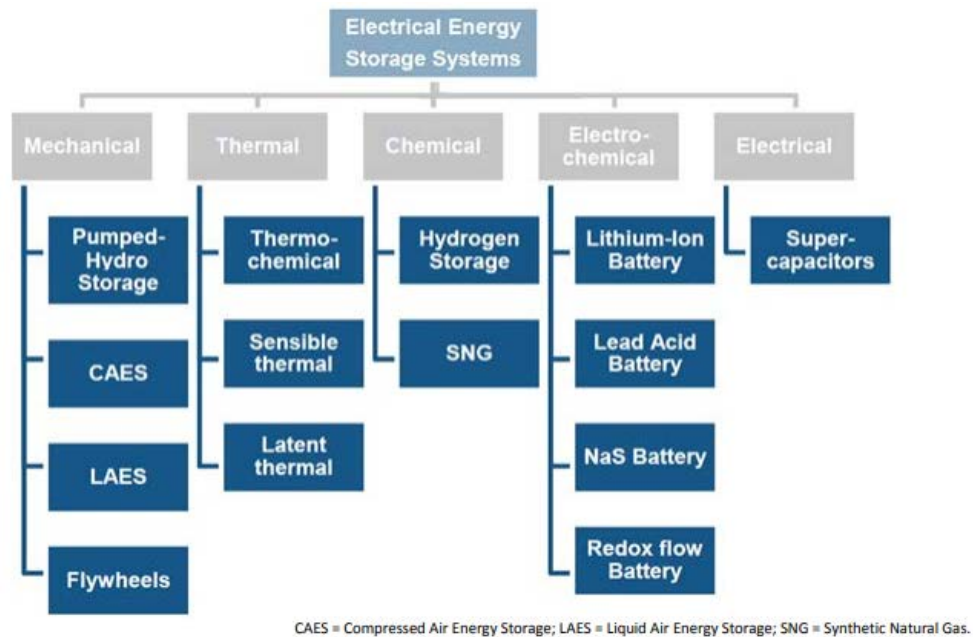 Electrical Energy
Storage Systems
Mechanical
Thermal
Chemical
Electro-
chemical
Electrical
Pumped-
Hydro
Storage
CAES
LAES
Flywheels
Thermo-
chemical
Sensible
thermal
Latent
thermal
Hydrogen
Storage
SNG
Lithium-Ion
Battery
Lead Acid
Battery
NaS Battery
Redox flow
Battery
Super-
capacitors
CAES = Compressed Air Energy Storage; LAES = Liquid Air Energy Storage; SNG = Synthetic Natural Gas.